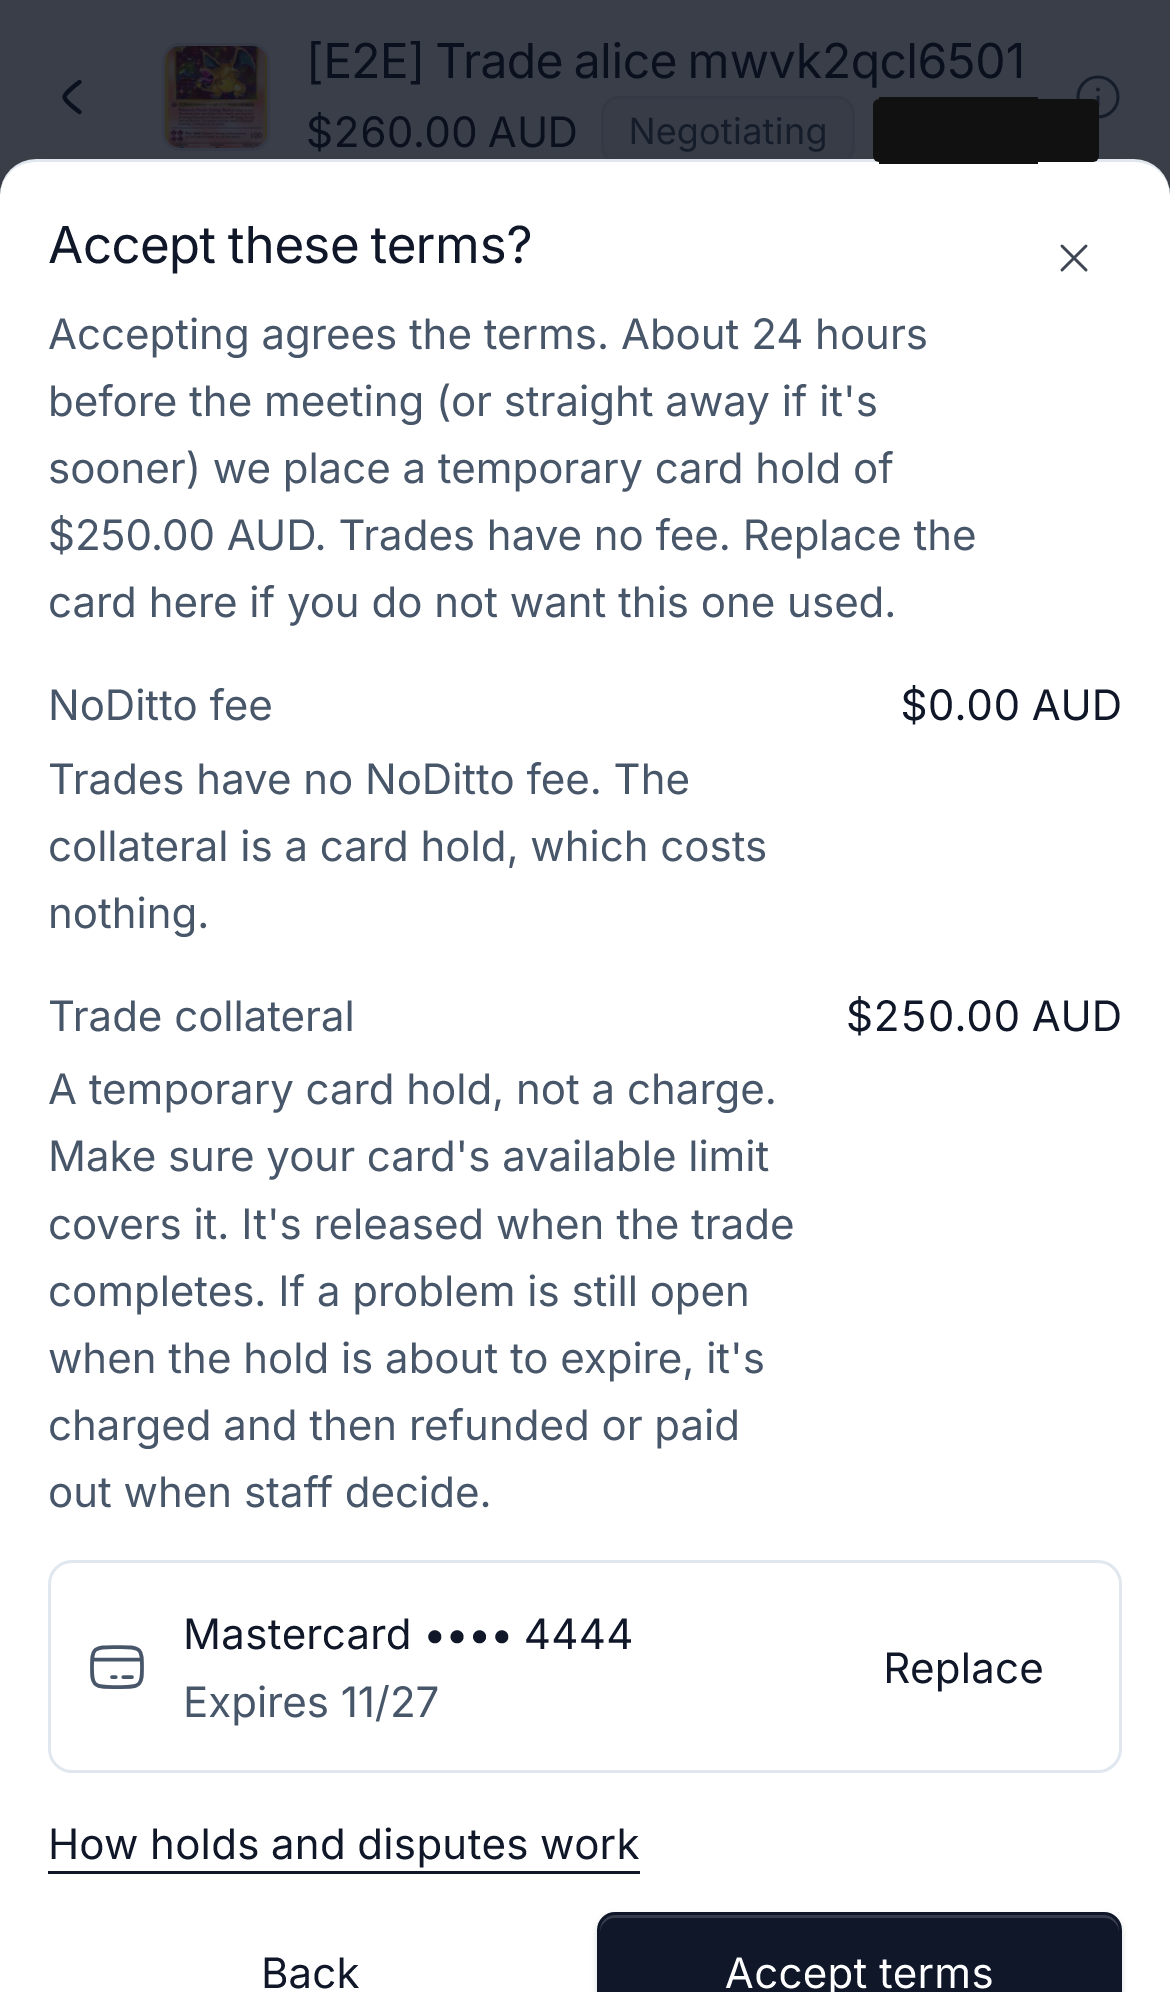 [E2E] Trade alice mwvk2qcl6501
$260.00 AUD Negotiating
Accept these terms?
Accepting agrees the terms. About 24 hours
before the meeting (or straight away if it's
sooner) we place a temporary card hold of
$250.00 AUD. Trades have no fee. Replace the
card here if you do not want this one used.
NoDitto fee $0.00 AUD
Trades have no NoDitto fee. The
collateral is a card hold, which costs
nothing.
Trade collateral $250.00 AUD
A temporary card hold, not a charge.
Make sure your card's available limit
covers it. It's released when the trade
completes. If a problem is still open
when the hold is about to expire, it's
charged and then refunded or paid
out when staff decide.
Mastercard •••• 4444
Replace
Expires 11/27
How holds and disputes work
Back Accept terms